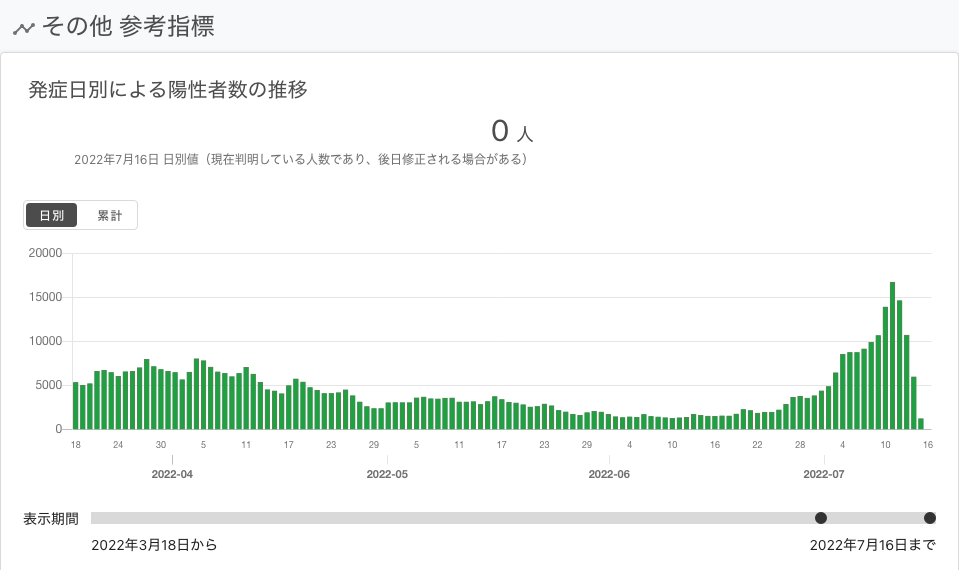 その他 参考指標
発症日別による陽性者数の推移
0 人
2022年7月16日 日別値（現在判明している人数であり、後日修正される場合がある）
日別 累計
20000
15000
10000
5000
0
18 24 30 5 11 17 23 29 5 11 17 23 29 4 10 16 22 28 4 10 16
2022-04 2022-05 2022-06 2022-07
表示期間
2022年3月18日から 2022年7月16日まで